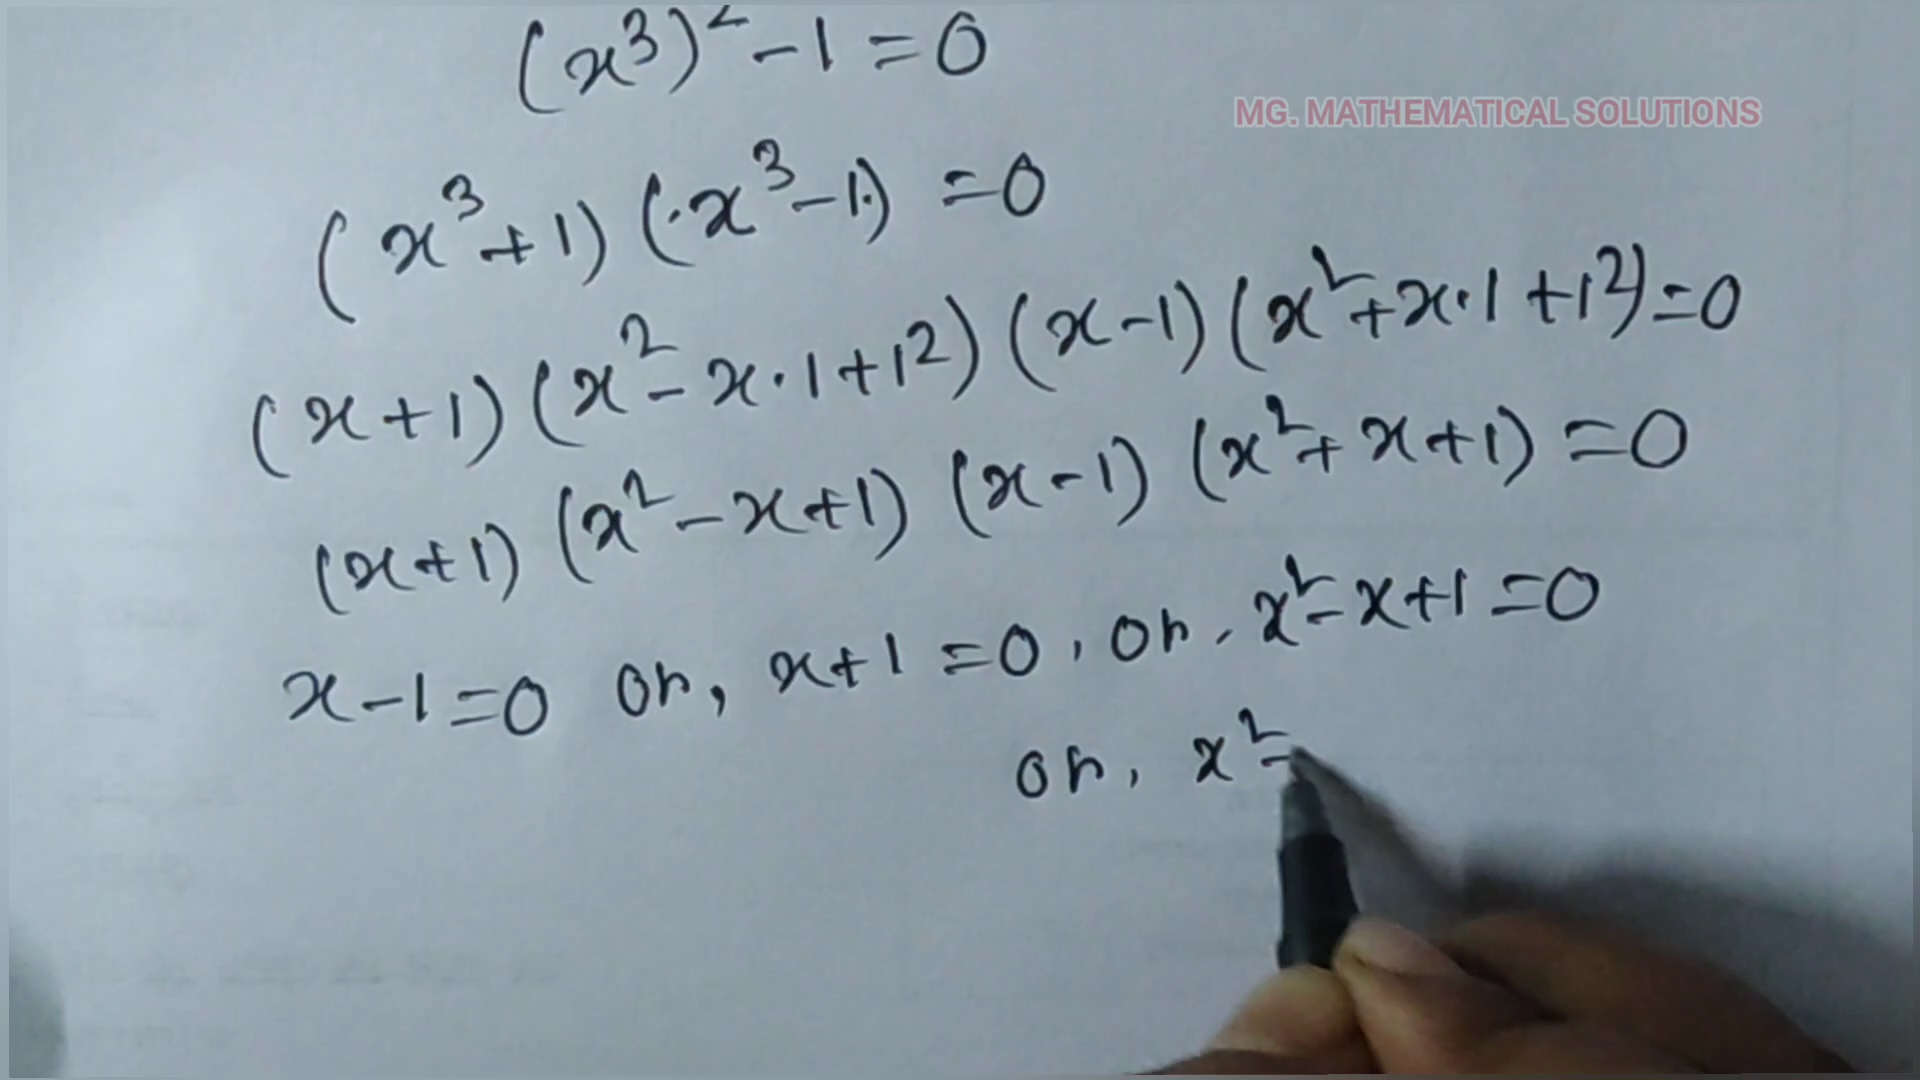 (x³)² - 1 = 0
MG. MATHEMATICAL SOLUTIONS
(x³ + 1) (x³ - 1) = 0
(x + 1) (x² - x · 1 + 1²) (x - 1) (x² + x · 1 + 1²) = 0
(x + 1) (x² - x + 1) (x - 1) (x² + x + 1) = 0
x - 1 = 0 or, x + 1 = 0, or, x² - x + 1 = 0
or, x² -